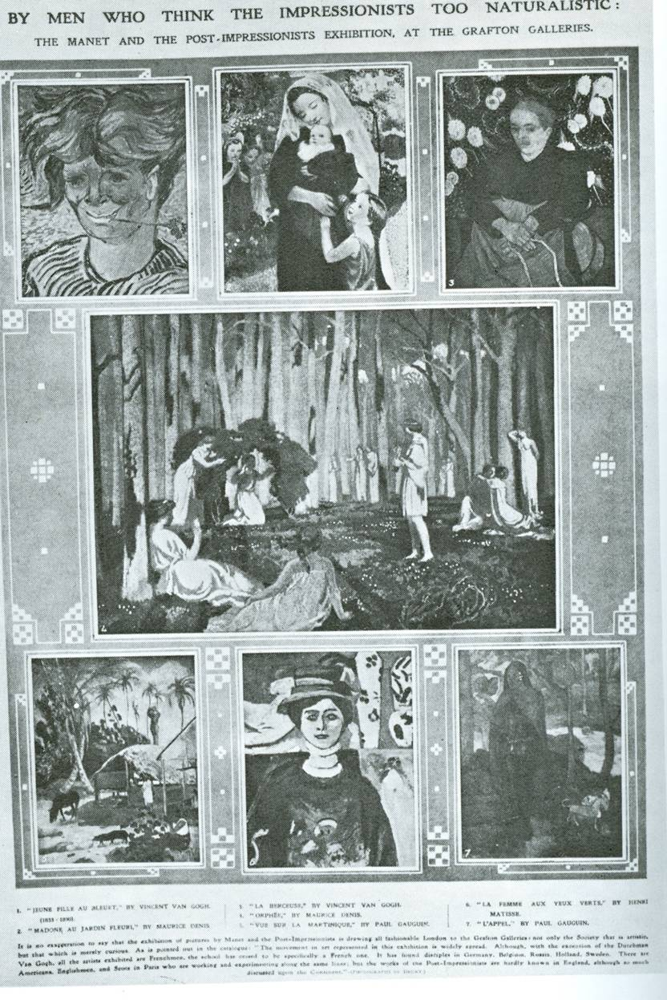 BY MEN WHO THINK THE IMPRESSIONISTS TOO NATURALISTIC:
THE MANET AND THE POST-IMPRESSIONISTS EXHIBITION, AT THE GRAFTON GALLERIES.
2
3
4
6
7
1. "JEUNE FILLE AU BLEUET," BY VINCENT VAN GOGH.
(1853-1890).
2. "MADONE AU JARDIN FLEURI," BY MAURICE DENIS.
3. "LA BERCEUSE," BY VINCENT VAN GOGH.
4. "ORPHÉE," BY MAURICE DENIS.
5. "VUE SUR LA MARTINIQUE," BY PAUL GAUGUIN.
6. "LA FEMME AUX YEUX VERTS," BY HENRI
MATISSE.
7. "L'APPEL," BY PAUL GAUGUIN.
It is no exaggeration to say that the exhibition of pictures by Manet and the Post-Impressionists is drawing all fashionable London to the Grafton Galleries: not only the Society that is artistic,
but that which is merely curious. As is pointed out in the catalogue: "The movement in art represented in this exhibition is widely spread. Although, with the exception of the Dutchman
Van Gogh, all the artists exhibited are Frenchmen, the school has ceased to be specifically a French one. It has found disciples in Germany, Belgium, Russia, Holland, Sweden. There are
Americans, Englishmen, and Scots in Paris who are working and experimenting along the same lines; but the works of the Post-Impressionists are hardly known in England, although so much
discussed upon the Continent."